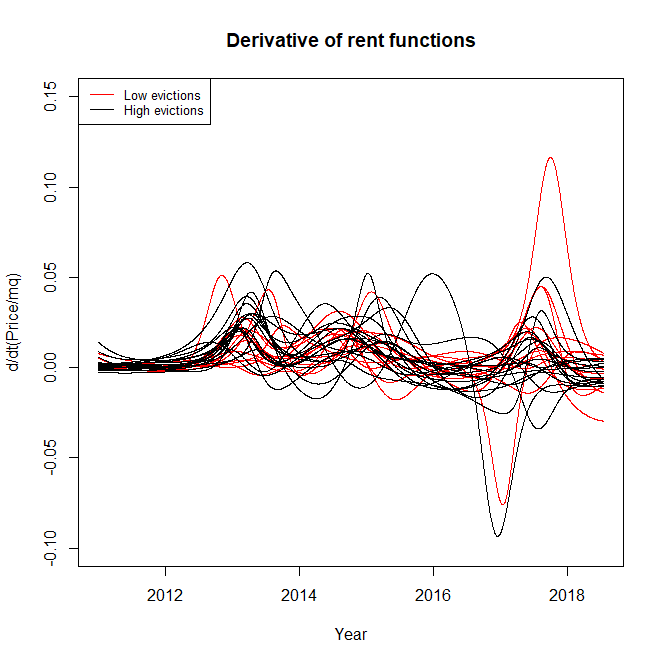 Derivative of rent functions
Low evictions
High evictions
0.15
0.10
0.05
0.00
-0.05
-0.10
d/dt(Price/mq)
2012 2014 2016 2018
Year